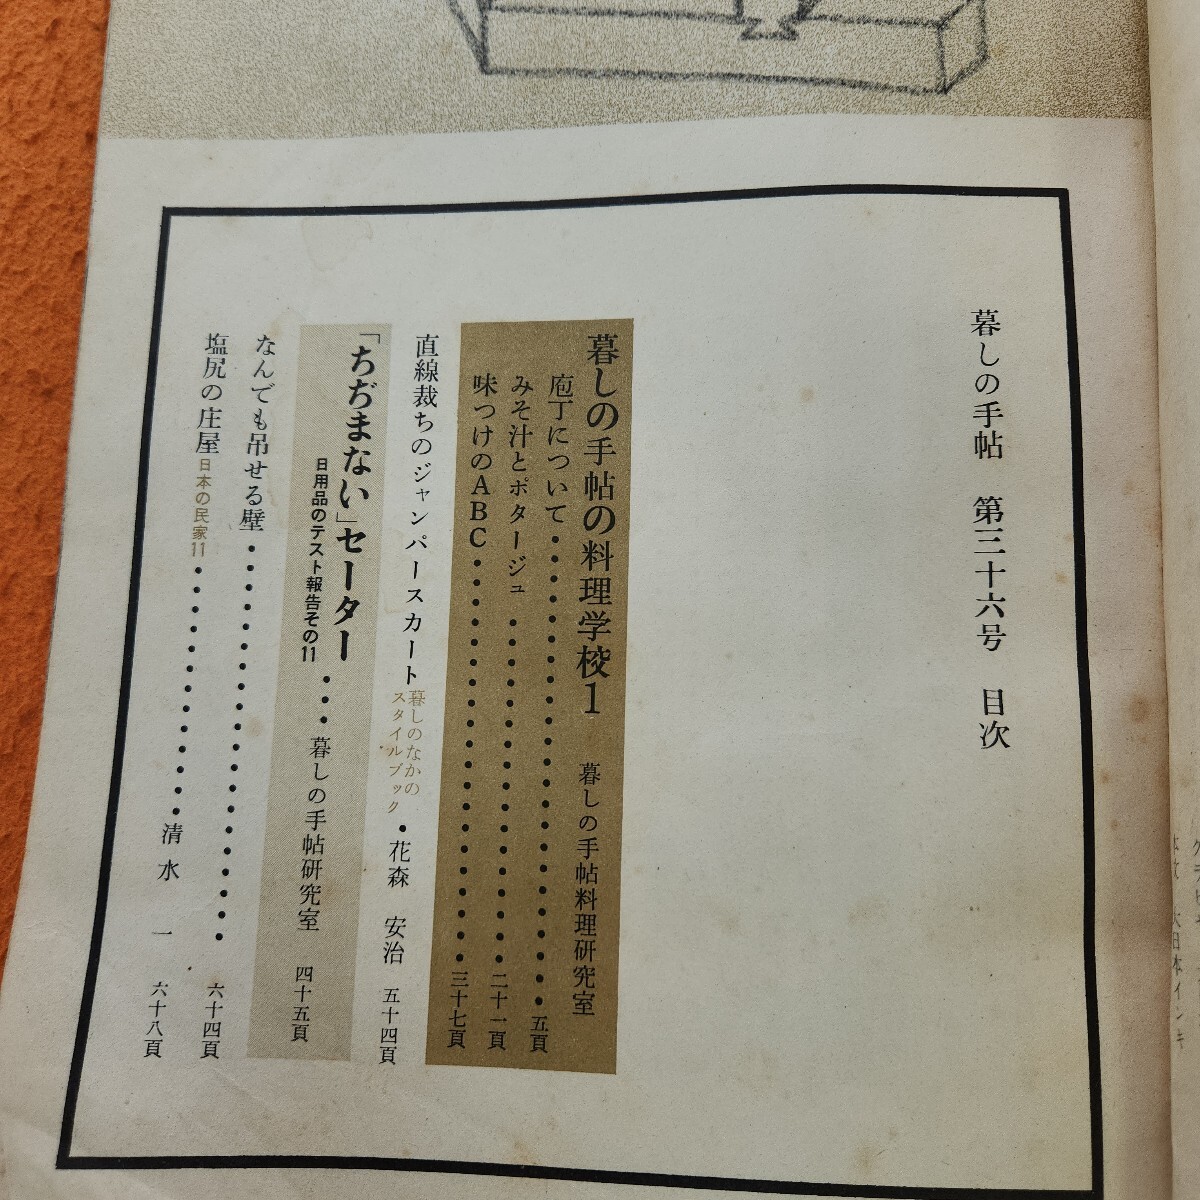 暮しの手帖　第三十六号　目次
暮しの手帖の料理学校1　暮しの手帖料理研究室
庖丁について・・・・・・・・・・・・・・・・・・・・五頁
みそ汁とポタージュ・・・・・・・・・・・・・・・・・二十一頁
味つけのABC・・・・・・・・・・・・・・・・・・・・三十七頁
直線裁ちのジャンパースカート　暮しのなかのスタイルブック・花森　安治　五十四頁
「ちぢまない」セーター・・・暮しの手帖研究室　四十五頁
日用品のテスト報告その11
なんでも吊せる壁・・・・・・・・・・・・・・・・・・・・六十四頁
塩尻の庄屋　日本の民家11・・・・・・・・・・・・清水　一　六十八頁
大日本インキ